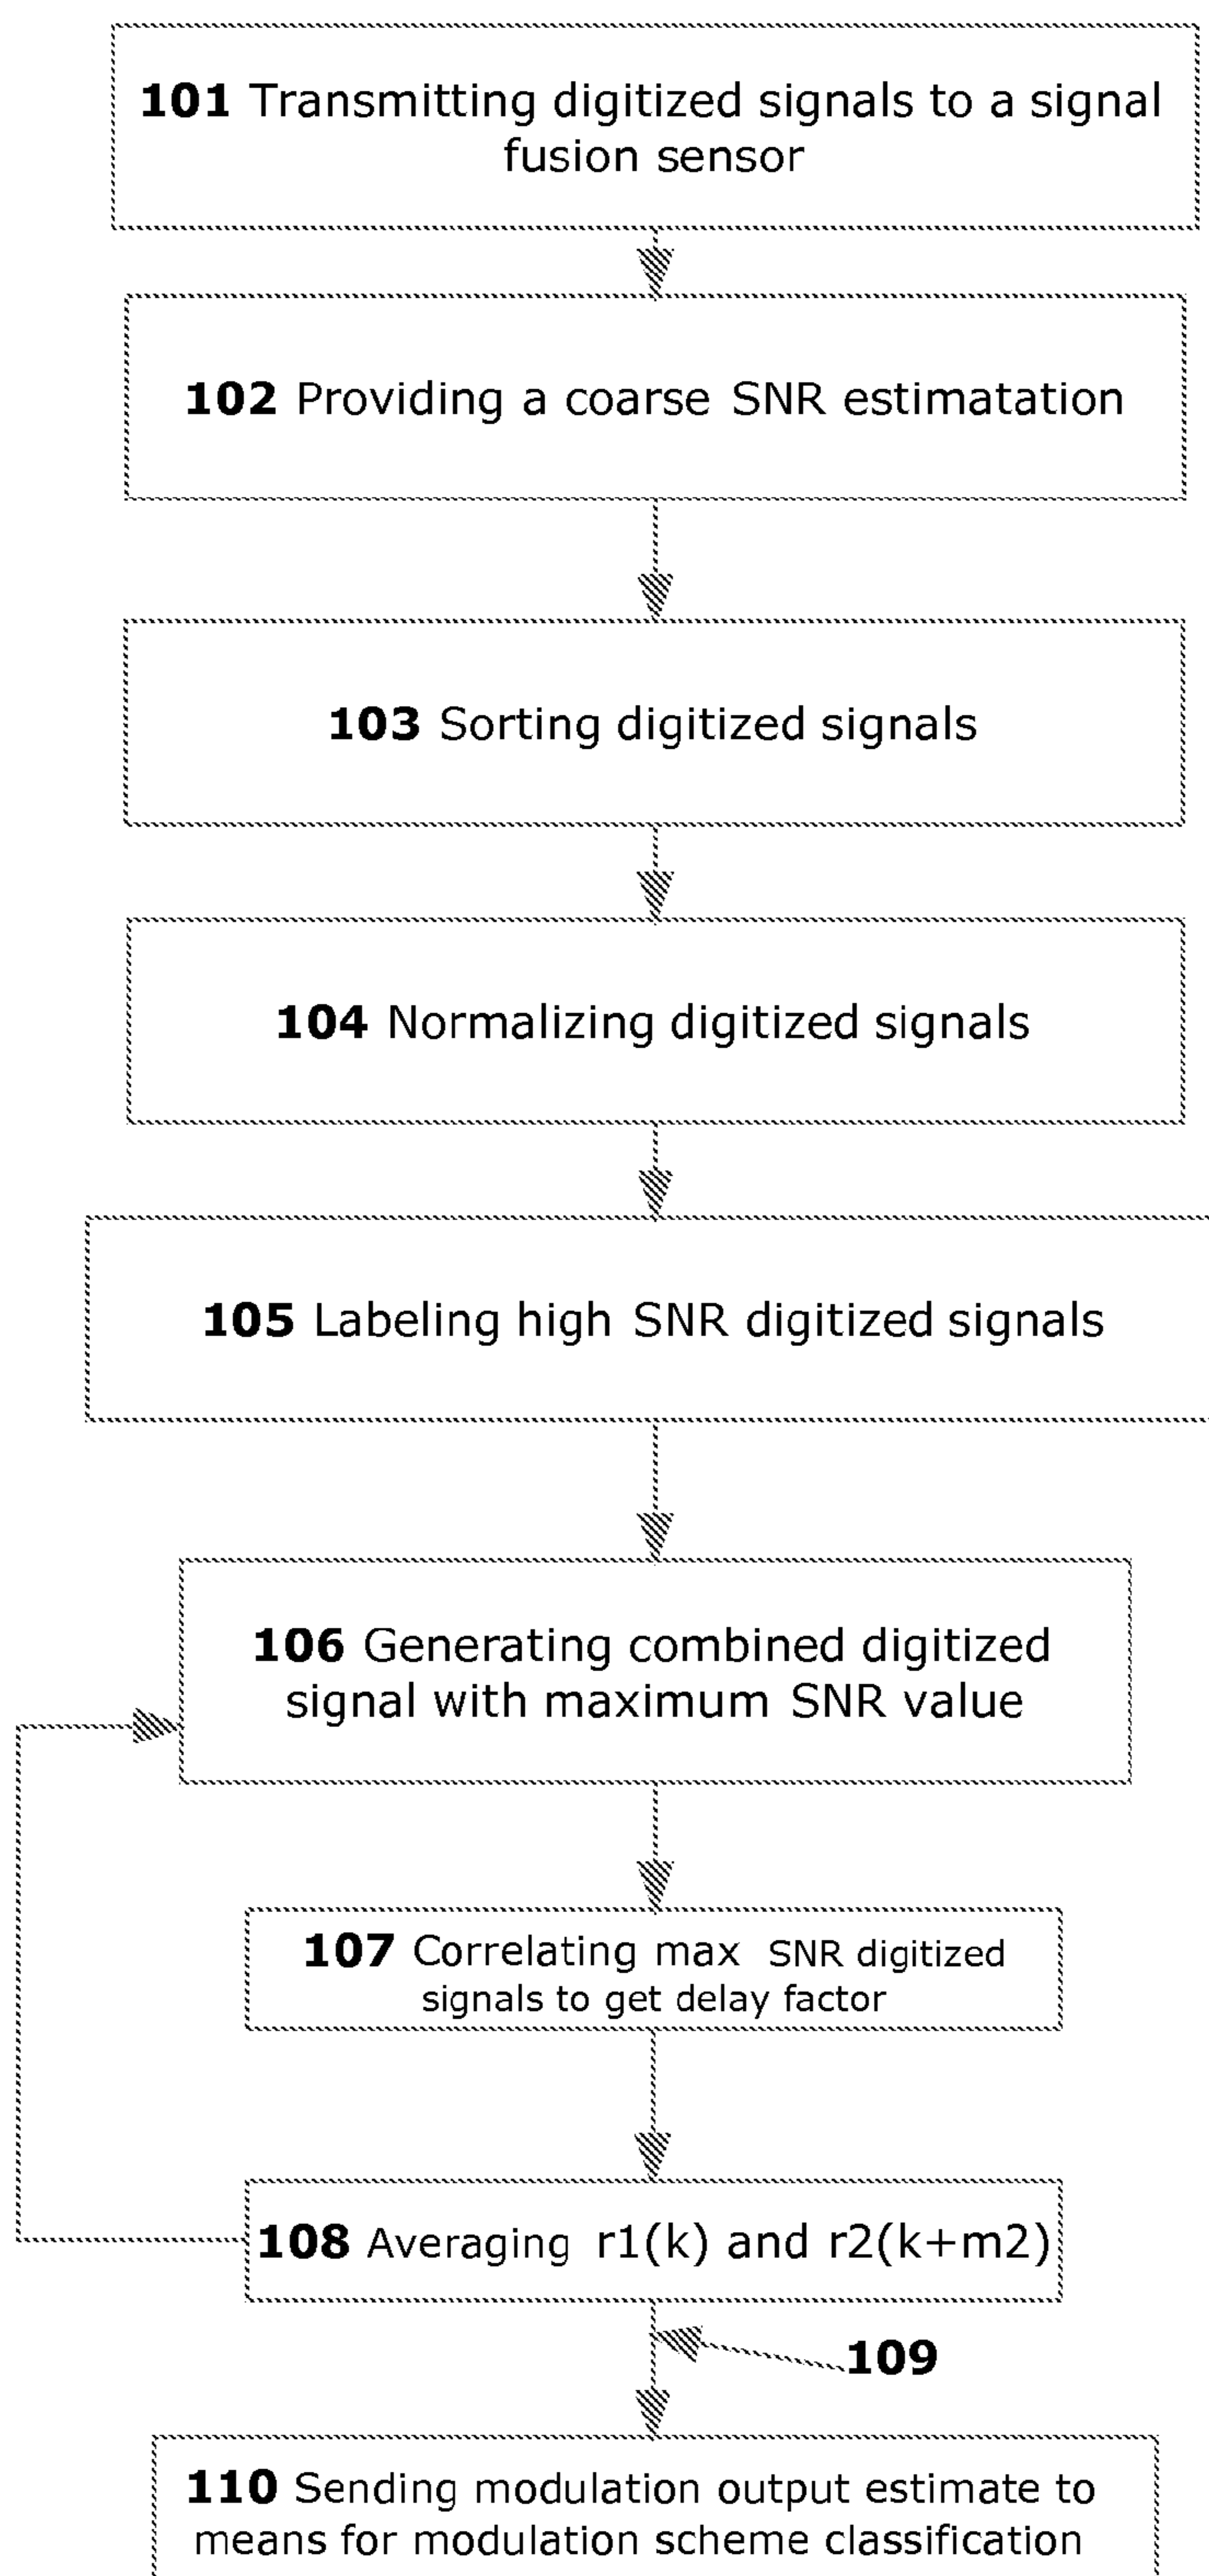 101 Transmitting digitized signals to a signal
fusion sensor
102 Providing a coarse SNR estimatation
103 Sorting digitized signals
104 Normalizing digitized signals
105 Labeling high SNR digitized signals
106 Generating combined digitized
signal with maximum SNR value
107 Correlating max SNR digitized
signals to get delay factor
108 Averaging r1(k) and r2(k+m2)
109
110 Sending modulation output estimate to
means for modulation scheme classification